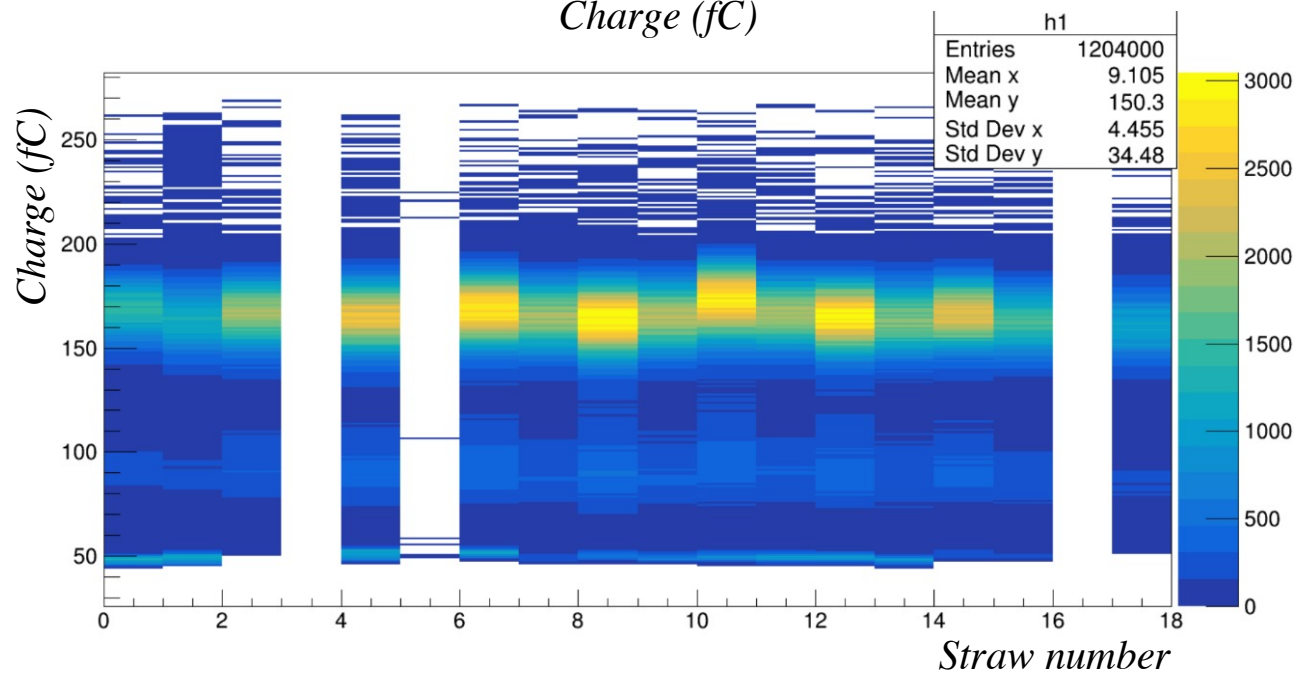 Charge (fC)
h1
Entries 1204000
Mean x 9.105
Mean y 150.3
Std Dev x 4.455
Std Dev y 34.48
Charge (fC)
250
200
150
100
50
0 2 4 6 8 10 12 14 16 18
3000
2500
2000
1500
1000
500
0
Straw number